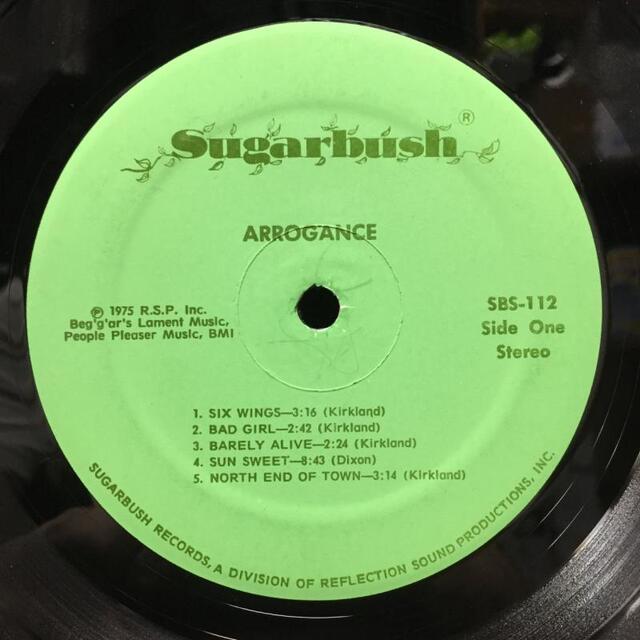 Sugarbush ®
ARROGANCE
℗ 1975 R.S.P. Inc.
Beg'g'ar's Lament Music,
People Pleaser Music, BMI
SBS-112
Side One
Stereo
1. SIX WINGS—3:16 (Kirkland)
2. BAD GIRL—2:42 (Kirkland)
3. BARELY ALIVE—2:24 (Kirkland)
4. SUN SWEET—8:43 (Dixon)
5. NORTH END OF TOWN—3:14 (Kirkland)
SUGARBUSH RECORDS, A DIVISION OF REFLECTION SOUND PRODUCTIONS, INC.